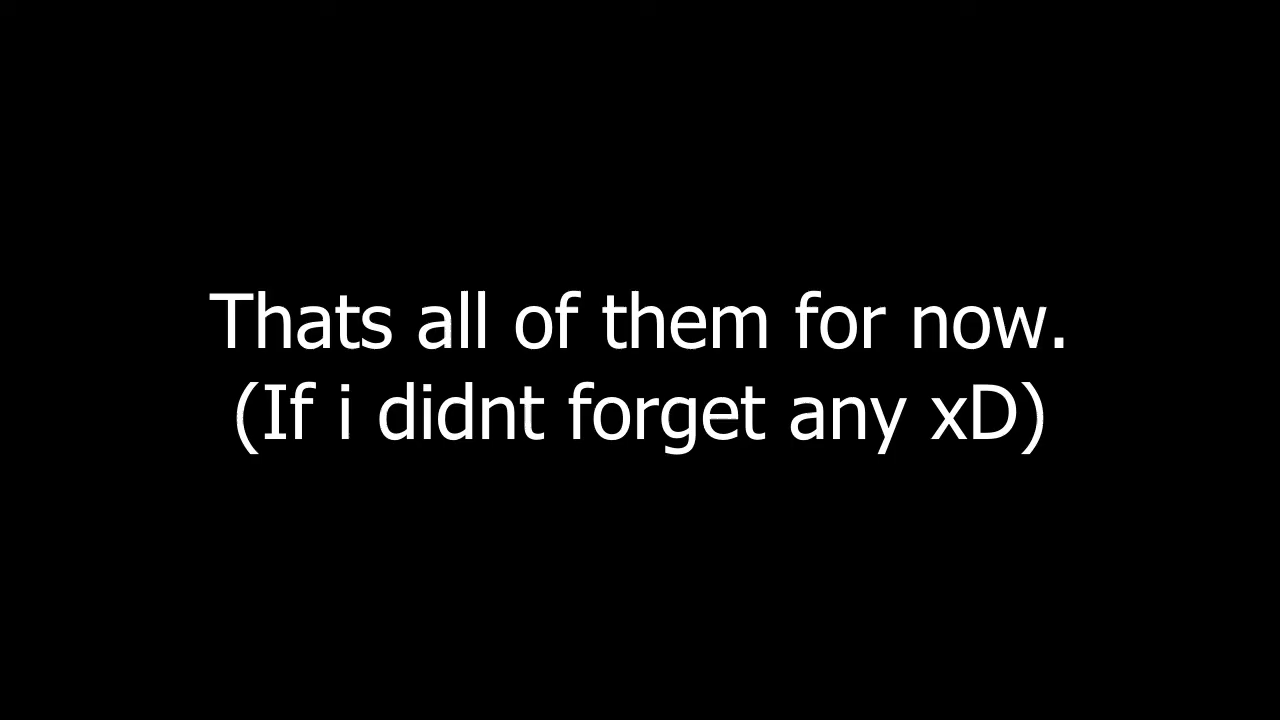 Thats all of them for now.
(If i didnt forget any xD)